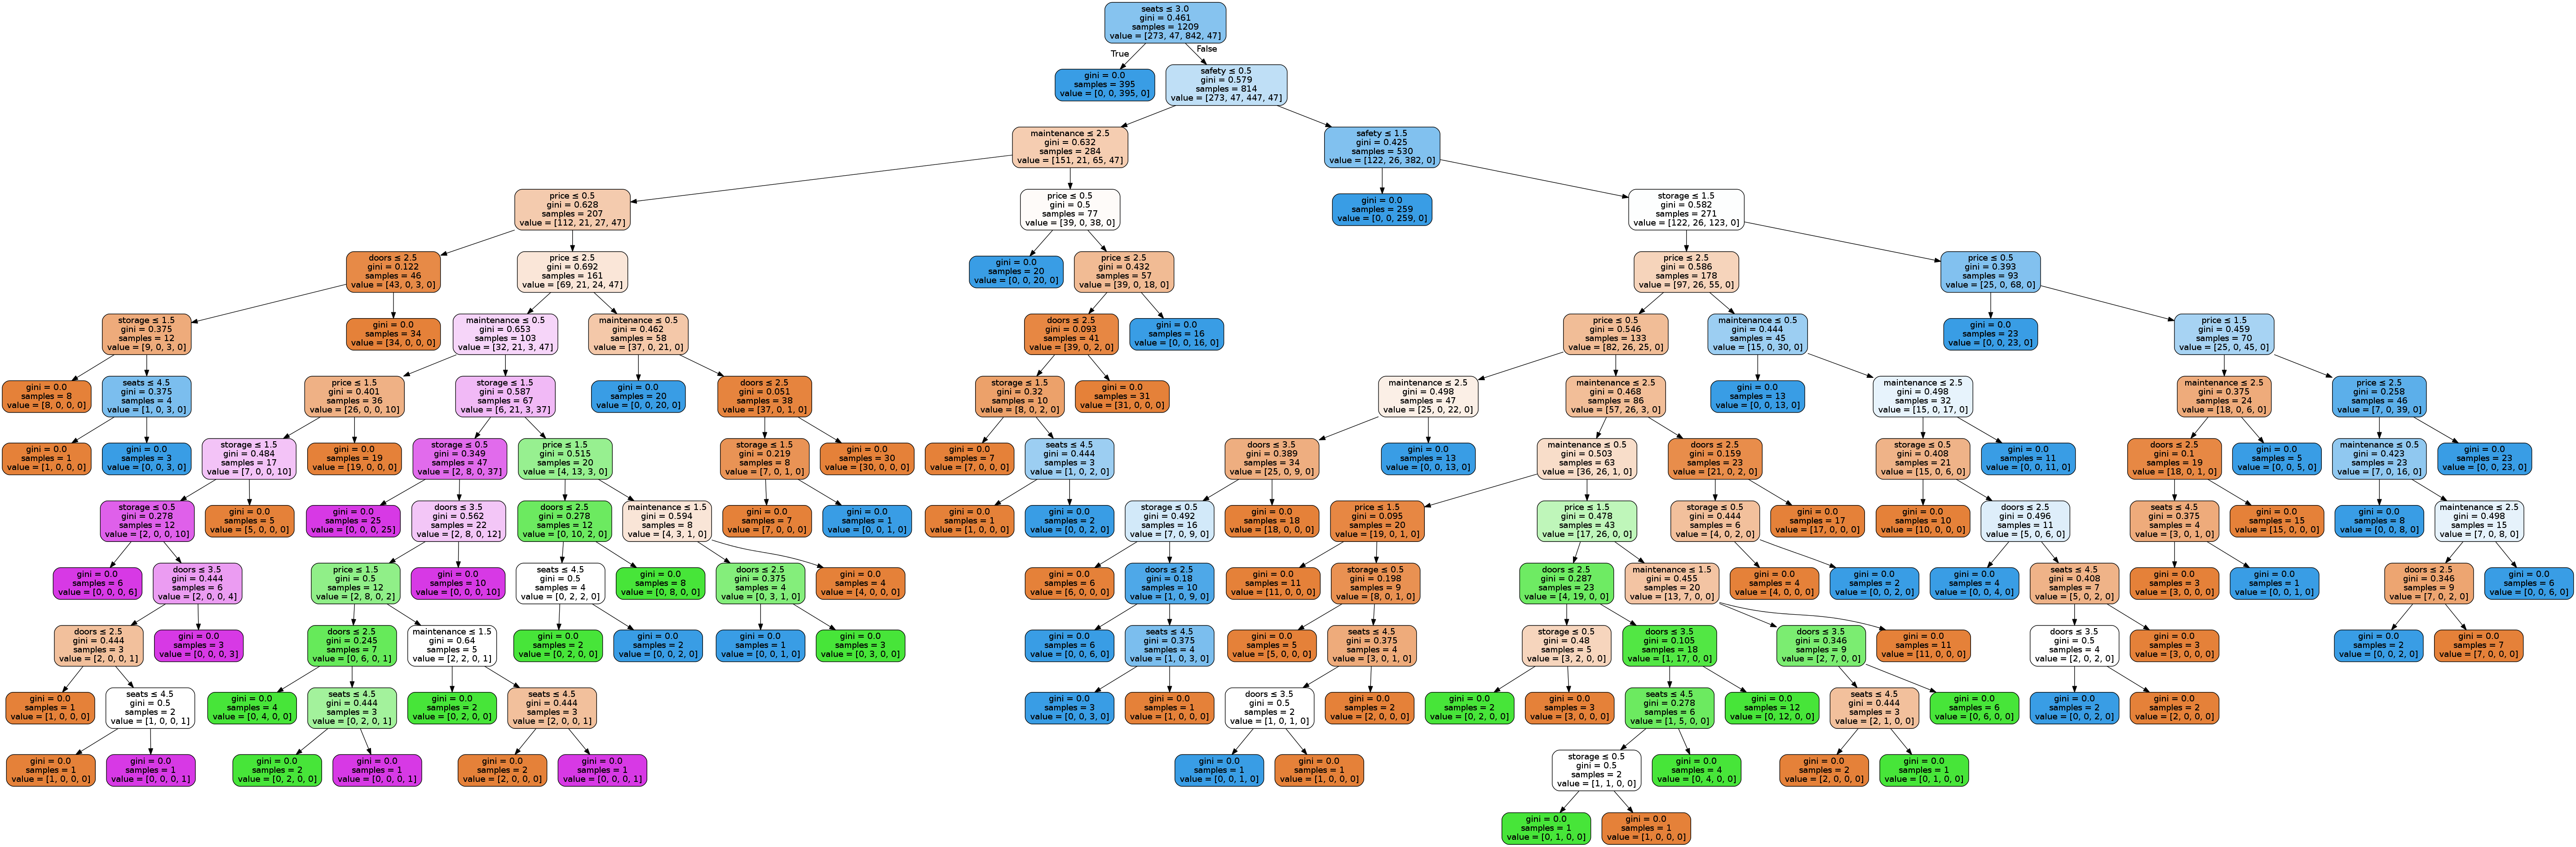 seats ≤ 3.0
gini = 0.461
samples = 1209
value = [273, 47, 842, 47]
True
False
gini = 0.0
samples = 395
value = [0, 0, 395, 0]
safety ≤ 0.5
gini = 0.579
samples = 814
value = [273, 47, 447, 47]
maintenance ≤ 2.5
gini = 0.632
samples = 284
value = [151, 21, 65, 47]
safety ≤ 1.5
gini = 0.425
samples = 530
value = [122, 26, 382, 0]
price ≤ 0.5
gini = 0.628
samples = 207
value = [112, 21, 27, 47]
price ≤ 0.5
gini = 0.5
samples = 77
value = [39, 0, 38, 0]
gini = 0.0
samples = 259
value = [0, 0, 259, 0]
storage ≤ 1.5
gini = 0.582
samples = 271
value = [122, 26, 123, 0]
doors ≤ 2.5
gini = 0.122
samples = 46
value = [43, 0, 3, 0]
price ≤ 2.5
gini = 0.692
samples = 161
value = [69, 21, 24, 47]
gini = 0.0
samples = 20
value = [0, 0, 20, 0]
price ≤ 2.5
gini = 0.432
samples = 57
value = [39, 0, 18, 0]
price ≤ 2.5
gini = 0.586
samples = 178
value = [97, 26, 55, 0]
price ≤ 0.5
gini = 0.393
samples = 93
value = [25, 0, 68, 0]
storage ≤ 1.5
gini = 0.375
samples = 12
value = [9, 0, 3, 0]
gini = 0.0
samples = 34
value = [34, 0, 0, 0]
maintenance ≤ 0.5
gini = 0.653
samples = 103
value = [32, 21, 3, 47]
maintenance ≤ 0.5
gini = 0.462
samples = 58
value = [37, 0, 21, 0]
doors ≤ 2.5
gini = 0.093
samples = 41
value = [39, 0, 2, 0]
gini = 0.0
samples = 16
value = [0, 0, 16, 0]
price ≤ 0.5
gini = 0.546
samples = 133
value = [82, 26, 25, 0]
maintenance ≤ 0.5
gini = 0.444
samples = 45
value = [15, 0, 30, 0]
gini = 0.0
samples = 23
value = [0, 0, 23, 0]
price ≤ 1.5
gini = 0.459
samples = 70
value = [25, 0, 45, 0]
gini = 0.0
samples = 8
value = [8, 0, 0, 0]
seats ≤ 4.5
gini = 0.375
samples = 4
value = [1, 0, 3, 0]
price ≤ 1.5
gini = 0.401
samples = 36
value = [26, 0, 0, 10]
storage ≤ 1.5
gini = 0.587
samples = 67
value = [6, 21, 3, 37]
gini = 0.0
samples = 20
value = [0, 0, 20, 0]
doors ≤ 2.5
gini = 0.051
samples = 38
value = [37, 0, 1, 0]
storage ≤ 1.5
gini = 0.32
samples = 10
value = [8, 0, 2, 0]
gini = 0.0
samples = 31
value = [31, 0, 0, 0]
maintenance ≤ 2.5
gini = 0.498
samples = 47
value = [25, 0, 22, 0]
maintenance ≤ 2.5
gini = 0.468
samples = 86
value = [57, 26, 3, 0]
gini = 0.0
samples = 13
value = [0, 0, 13, 0]
maintenance ≤ 2.5
gini = 0.498
samples = 32
value = [15, 0, 17, 0]
maintenance ≤ 2.5
gini = 0.375
samples = 24
value = [18, 0, 6, 0]
price ≤ 2.5
gini = 0.258
samples = 46
value = [7, 0, 39, 0]
gini = 0.0
samples = 1
value = [1, 0, 0, 0]
gini = 0.0
samples = 3
value = [0, 0, 3, 0]
storage ≤ 1.5
gini = 0.484
samples = 17
value = [7, 0, 0, 10]
gini = 0.0
samples = 19
value = [19, 0, 0, 0]
storage ≤ 0.5
gini = 0.349
samples = 47
value = [2, 8, 0, 37]
price ≤ 1.5
gini = 0.515
samples = 20
value = [4, 13, 3, 0]
storage ≤ 1.5
gini = 0.219
samples = 8
value = [7, 0, 1, 0]
gini = 0.0
samples = 30
value = [30, 0, 0, 0]
gini = 0.0
samples = 7
value = [7, 0, 0, 0]
seats ≤ 4.5
gini = 0.444
samples = 3
value = [1, 0, 2, 0]
doors ≤ 3.5
gini = 0.389
samples = 34
value = [25, 0, 9, 0]
gini = 0.0
samples = 13
value = [0, 0, 13, 0]
maintenance ≤ 0.5
gini = 0.503
samples = 63
value = [36, 26, 1, 0]
doors ≤ 2.5
gini = 0.159
samples = 23
value = [21, 0, 2, 0]
storage ≤ 0.5
gini = 0.408
samples = 21
value = [15, 0, 6, 0]
gini = 0.0
samples = 11
value = [0, 0, 11, 0]
doors ≤ 2.5
gini = 0.1
samples = 19
value = [18, 0, 1, 0]
gini = 0.0
samples = 5
value = [0, 0, 5, 0]
maintenance ≤ 0.5
gini = 0.423
samples = 23
value = [7, 0, 16, 0]
gini = 0.0
samples = 23
value = [0, 0, 23, 0]
storage ≤ 0.5
gini = 0.278
samples = 12
value = [2, 0, 0, 10]
gini = 0.0
samples = 5
value = [5, 0, 0, 0]
gini = 0.0
samples = 25
value = [0, 0, 0, 25]
doors ≤ 3.5
gini = 0.562
samples = 22
value = [2, 8, 0, 12]
doors ≤ 2.5
gini = 0.278
samples = 12
value = [0, 10, 2, 0]
maintenance ≤ 1.5
gini = 0.594
samples = 8
value = [4, 3, 1, 0]
gini = 0.0
samples = 7
value = [7, 0, 0, 0]
gini = 0.0
samples = 1
value = [0, 0, 1, 0]
gini = 0.0
samples = 1
value = [1, 0, 0, 0]
gini = 0.0
samples = 2
value = [0, 0, 2, 0]
storage ≤ 0.5
gini = 0.492
samples = 16
value = [7, 0, 9, 0]
gini = 0.0
samples = 18
value = [18, 0, 0, 0]
price ≤ 1.5
gini = 0.095
samples = 20
value = [19, 0, 1, 0]
price ≤ 1.5
gini = 0.478
samples = 43
value = [17, 26, 0, 0]
storage ≤ 0.5
gini = 0.444
samples = 6
value = [4, 0, 2, 0]
gini = 0.0
samples = 17
value = [17, 0, 0, 0]
gini = 0.0
samples = 10
value = [10, 0, 0, 0]
doors ≤ 2.5
gini = 0.496
samples = 11
value = [5, 0, 6, 0]
seats ≤ 4.5
gini = 0.375
samples = 4
value = [3, 0, 1, 0]
gini = 0.0
samples = 15
value = [15, 0, 0, 0]
gini = 0.0
samples = 8
value = [0, 0, 8, 0]
maintenance ≤ 2.5
gini = 0.498
samples = 15
value = [7, 0, 8, 0]
gini = 0.0
samples = 6
value = [0, 0, 0, 6]
doors ≤ 3.5
gini = 0.444
samples = 6
value = [2, 0, 0, 4]
price ≤ 1.5
gini = 0.5
samples = 12
value = [2, 8, 0, 2]
gini = 0.0
samples = 10
value = [0, 0, 0, 10]
seats ≤ 4.5
gini = 0.5
samples = 4
value = [0, 2, 2, 0]
gini = 0.0
samples = 8
value = [0, 8, 0, 0]
doors ≤ 2.5
gini = 0.375
samples = 4
value = [0, 3, 1, 0]
gini = 0.0
samples = 4
value = [4, 0, 0, 0]
gini = 0.0
samples = 6
value = [6, 0, 0, 0]
doors ≤ 2.5
gini = 0.18
samples = 10
value = [1, 0, 9, 0]
gini = 0.0
samples = 11
value = [11, 0, 0, 0]
storage ≤ 0.5
gini = 0.198
samples = 9
value = [8, 0, 1, 0]
doors ≤ 2.5
gini = 0.287
samples = 23
value = [4, 19, 0, 0]
maintenance ≤ 1.5
gini = 0.455
samples = 20
value = [13, 7, 0, 0]
gini = 0.0
samples = 4
value = [4, 0, 0, 0]
gini = 0.0
samples = 2
value = [0, 0, 2, 0]
gini = 0.0
samples = 4
value = [0, 0, 4, 0]
seats ≤ 4.5
gini = 0.408
samples = 7
value = [5, 0, 2, 0]
gini = 0.0
samples = 3
value = [3, 0, 0, 0]
gini = 0.0
samples = 1
value = [0, 0, 1, 0]
doors ≤ 2.5
gini = 0.346
samples = 9
value = [7, 0, 2, 0]
gini = 0.0
samples = 6
value = [0, 0, 6, 0]
doors ≤ 2.5
gini = 0.444
samples = 3
value = [2, 0, 0, 1]
gini = 0.0
samples = 3
value = [0, 0, 0, 3]
doors ≤ 2.5
gini = 0.245
samples = 7
value = [0, 6, 0, 1]
maintenance ≤ 1.5
gini = 0.64
samples = 5
value = [2, 2, 0, 1]
gini = 0.0
samples = 2
value = [0, 2, 0, 0]
gini = 0.0
samples = 2
value = [0, 0, 2, 0]
gini = 0.0
samples = 1
value = [0, 0, 1, 0]
gini = 0.0
samples = 3
value = [0, 3, 0, 0]
gini = 0.0
samples = 6
value = [0, 0, 6, 0]
seats ≤ 4.5
gini = 0.375
samples = 4
value = [1, 0, 3, 0]
gini = 0.0
samples = 5
value = [5, 0, 0, 0]
seats ≤ 4.5
gini = 0.375
samples = 4
value = [3, 0, 1, 0]
storage ≤ 0.5
gini = 0.48
samples = 5
value = [3, 2, 0, 0]
doors ≤ 3.5
gini = 0.105
samples = 18
value = [1, 17, 0, 0]
doors ≤ 3.5
gini = 0.346
samples = 9
value = [2, 7, 0, 0]
gini = 0.0
samples = 11
value = [11, 0, 0, 0]
doors ≤ 3.5
gini = 0.5
samples = 4
value = [2, 0, 2, 0]
gini = 0.0
samples = 3
value = [3, 0, 0, 0]
gini = 0.0
samples = 2
value = [0, 0, 2, 0]
gini = 0.0
samples = 7
value = [7, 0, 0, 0]
gini = 0.0
samples = 1
value = [1, 0, 0, 0]
seats ≤ 4.5
gini = 0.5
samples = 2
value = [1, 0, 0, 1]
gini = 0.0
samples = 4
value = [0, 4, 0, 0]
seats ≤ 4.5
gini = 0.444
samples = 3
value = [0, 2, 0, 1]
gini = 0.0
samples = 2
value = [0, 2, 0, 0]
seats ≤ 4.5
gini = 0.444
samples = 3
value = [2, 0, 0, 1]
gini = 0.0
samples = 3
value = [0, 0, 3, 0]
gini = 0.0
samples = 1
value = [1, 0, 0, 0]
doors ≤ 3.5
gini = 0.5
samples = 2
value = [1, 0, 1, 0]
gini = 0.0
samples = 2
value = [2, 0, 0, 0]
gini = 0.0
samples = 2
value = [0, 2, 0, 0]
gini = 0.0
samples = 3
value = [3, 0, 0, 0]
seats ≤ 4.5
gini = 0.278
samples = 6
value = [1, 5, 0, 0]
gini = 0.0
samples = 12
value = [0, 12, 0, 0]
seats ≤ 4.5
gini = 0.444
samples = 3
value = [2, 1, 0, 0]
gini = 0.0
samples = 6
value = [0, 6, 0, 0]
gini = 0.0
samples = 2
value = [0, 0, 2, 0]
gini = 0.0
samples = 2
value = [2, 0, 0, 0]
gini = 0.0
samples = 1
value = [1, 0, 0, 0]
gini = 0.0
samples = 1
value = [0, 0, 0, 1]
gini = 0.0
samples = 2
value = [0, 2, 0, 0]
gini = 0.0
samples = 1
value = [0, 0, 0, 1]
gini = 0.0
samples = 2
value = [2, 0, 0, 0]
gini = 0.0
samples = 1
value = [0, 0, 0, 1]
gini = 0.0
samples = 1
value = [0, 0, 1, 0]
gini = 0.0
samples = 1
value = [1, 0, 0, 0]
storage ≤ 0.5
gini = 0.5
samples = 2
value = [1, 1, 0, 0]
gini = 0.0
samples = 4
value = [0, 4, 0, 0]
gini = 0.0
samples = 2
value = [2, 0, 0, 0]
gini = 0.0
samples = 1
value = [0, 1, 0, 0]
gini = 0.0
samples = 1
value = [0, 1, 0, 0]
gini = 0.0
samples = 1
value = [1, 0, 0, 0]